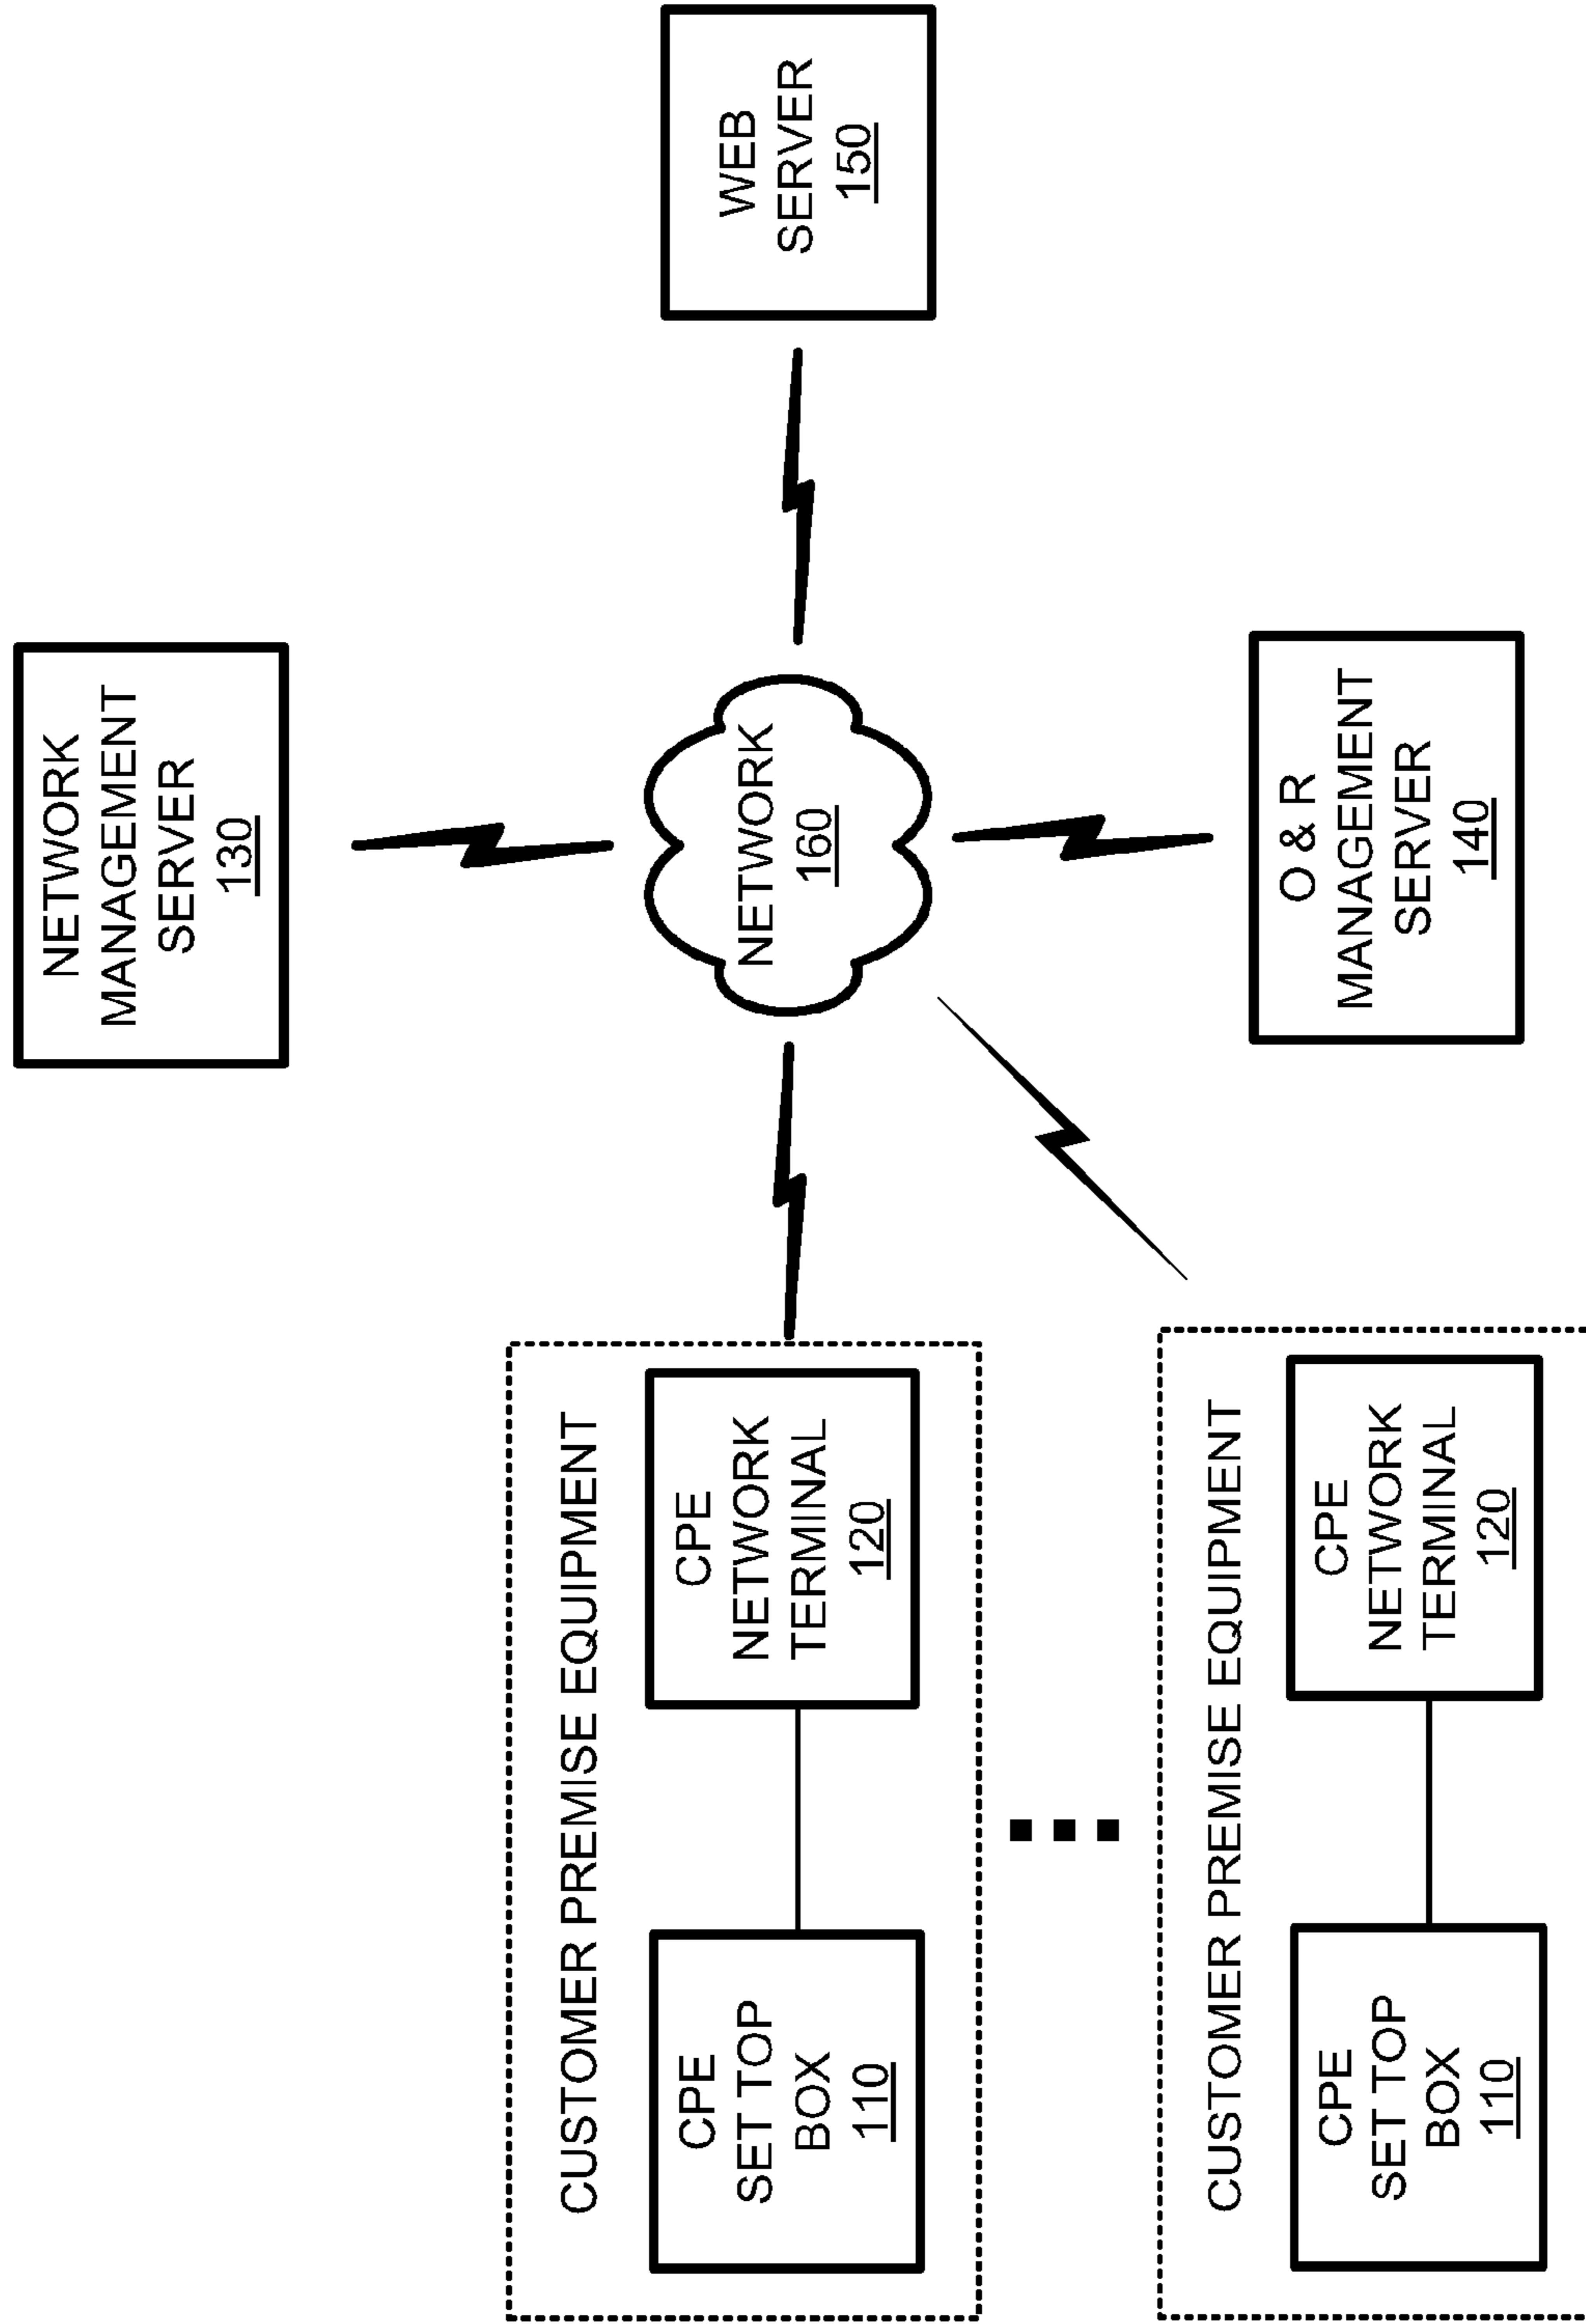 NETWORK
MANAGEMENT
SERVER
130
CUSTOMER PREMISE EQUIPMENT
CPE
SET TOP
BOX
110
CPE
NETWORK
TERMINAL
120
NETWORK
160
WEB
SERVER
150
CUSTOMER PREMISE EQUIPMENT
CPE
SET TOP
BOX
110
CPE
NETWORK
TERMINAL
120
O & R
MANAGEMENT
SERVER
140